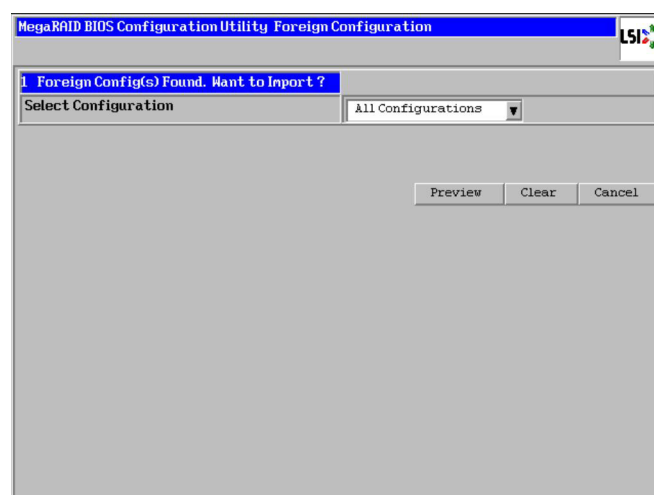 MegaRAID BIOS Configuration Utility Foreign Configuration
LSI
1 Foreign Config(s) Found. Want to Import ?
Select Configuration
All Configurations
Preview Clear Cancel